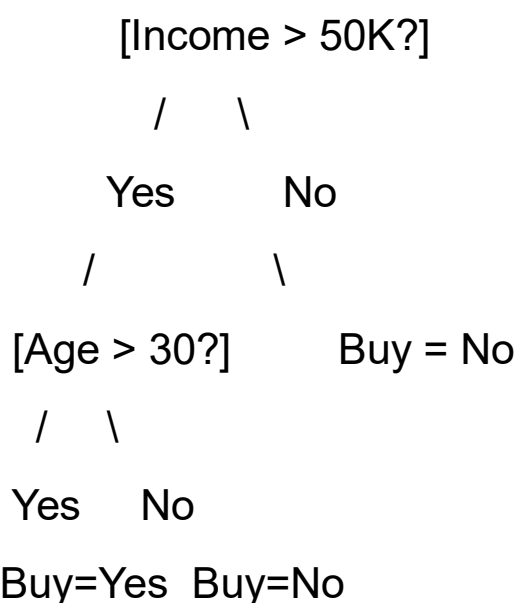 [Income > 50K?]
/ \
Yes No
/ \
[Age > 30?] Buy = No
/ \
Yes No
Buy=Yes Buy=No